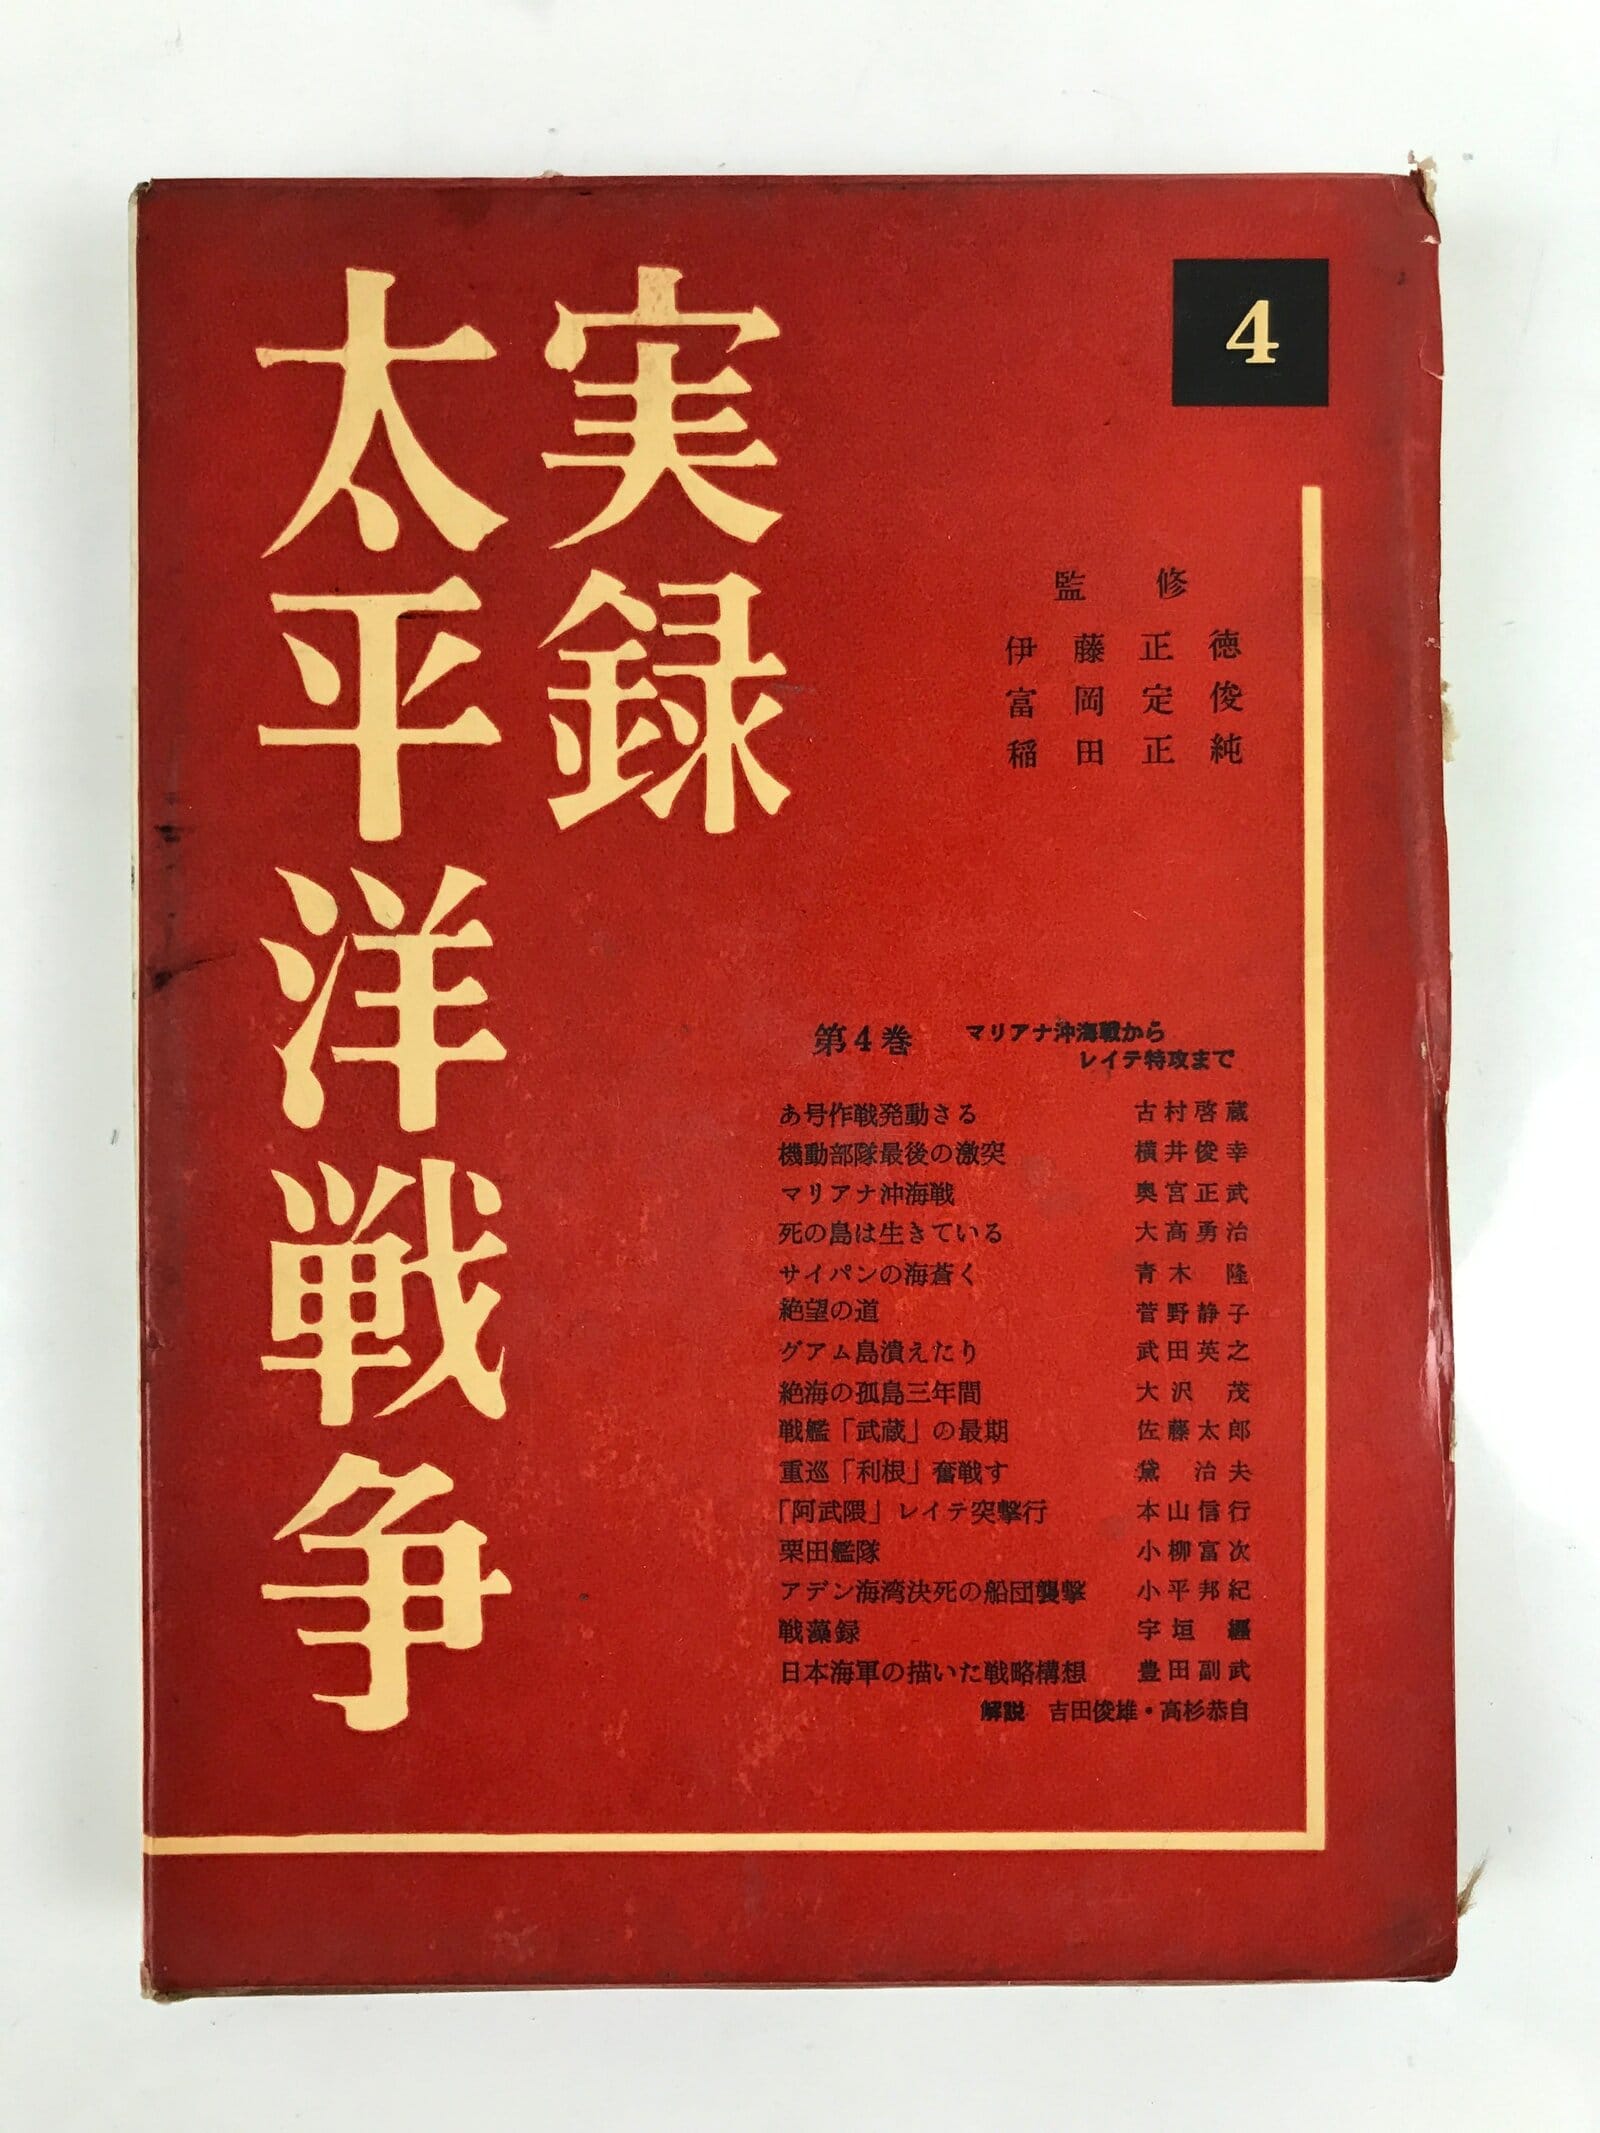 実録
太平洋戦争
4
監修
伊藤正徳
富岡定俊
稲田正純
第4巻 マリアナ沖海戦から
レイテ特攻まで
あ号作戦発動さる 古村啓蔵
機動部隊最後の激突 横井俊幸
マリアナ沖海戦 奥宮正武
死の島は生きている 大高勇治
サイパンの海蒼く 青木隆
絶望の道 菅野静子
グアム島潰えたり 武田英之
絶海の孤島三年間 大沢茂
戦艦「武蔵」の最期 佐藤太郎
重巡「利根」奮戦す 黛治夫
「阿武隈」レイテ突撃行 本山信行
栗田艦隊 小柳富次
アデン海湾決死の船団襲撃 小平邦紀
戦藻録 宇垣纏
日本海軍の描いた戦略構想 豊田副武
解説 吉田俊雄・高杉恭自